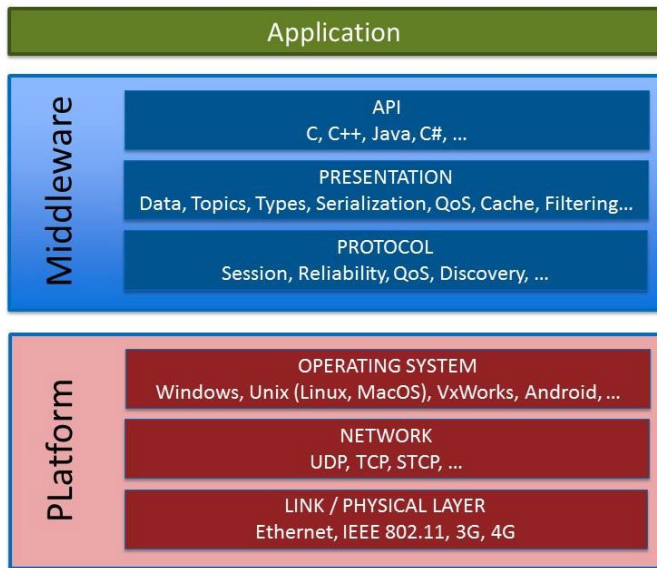 Application
Middleware
API
C, C++, Java, C#, ...
PRESENTATION
Data, Topics, Types, Serialization, QoS, Cache, Filtering...
PROTOCOL
Session, Reliability, QoS, Discovery, ...
PLatform
OPERATING SYSTEM
Windows, Unix (Linux, MacOS), VxWorks, Android, ...
NETWORK
UDP, TCP, STCP, ...
LINK / PHYSICAL LAYER
Ethernet, IEEE 802.11, 3G, 4G